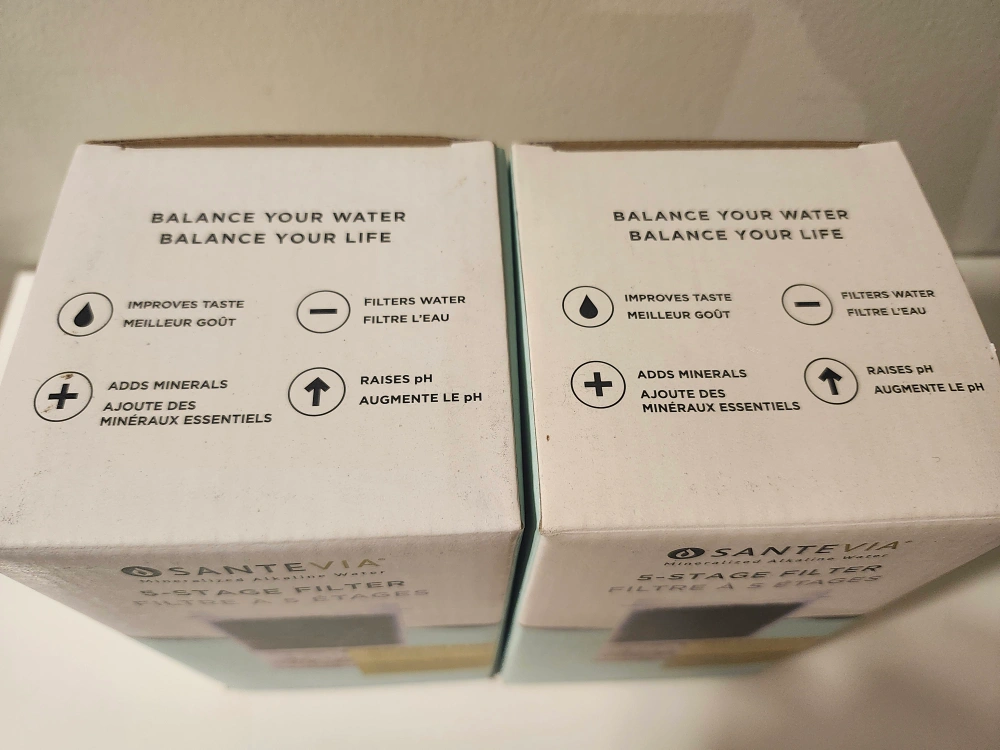 BALANCE YOUR WATER
BALANCE YOUR LIFE
IMPROVES TASTE
MEILLEUR GOÛT
FILTERS WATER
FILTRE L'EAU
ADDS MINERALS
AJOUTE DES
MINÉRAUX ESSENTIELS
RAISES pH
AUGMENTE LE pH
SANTEVIA
Mineralized Alkaline Water
5-STAGE FILTER
FILTRE À 5 ÉTAGES
BALANCE YOUR WATER
BALANCE YOUR LIFE
IMPROVES TASTE
MEILLEUR GOÛT
FILTERS WATER
FILTRE L'EAU
ADDS MINERALS
AJOUTE DES
MINÉRAUX ESSENTIELS
RAISES pH
AUGMENTE LE pH
SANTEVIA
Mineralized Alkaline Water
5-STAGE FILTER
FILTRE À 5 ÉTAGES